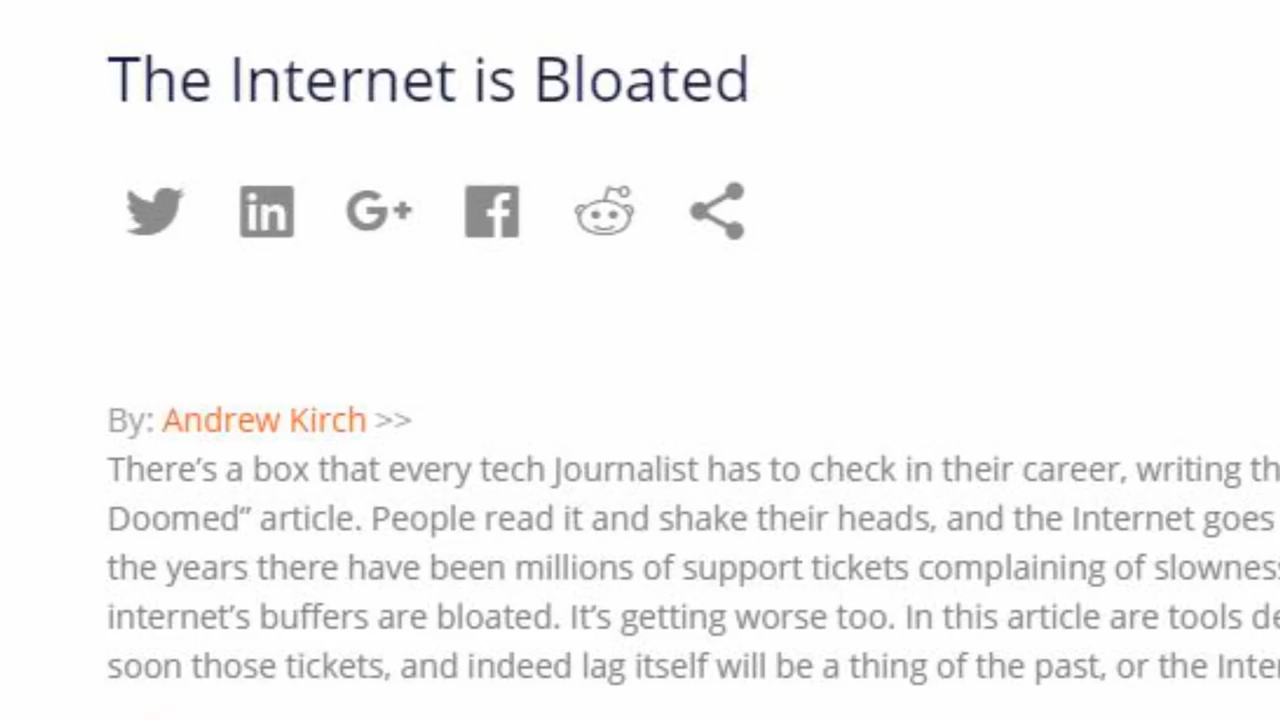 The Internet is Bloated
in G+ f
By: Andrew Kirch >>
There’s a box that every tech Journalist has to check in their career, writing th
Doomed” article. People read it and shake their heads, and the Internet goes
the years there have been millions of support tickets complaining of slowness
internet’s buffers are bloated. It’s getting worse too. In this article are tools de
soon those tickets, and indeed lag itself will be a thing of the past, or the Inter